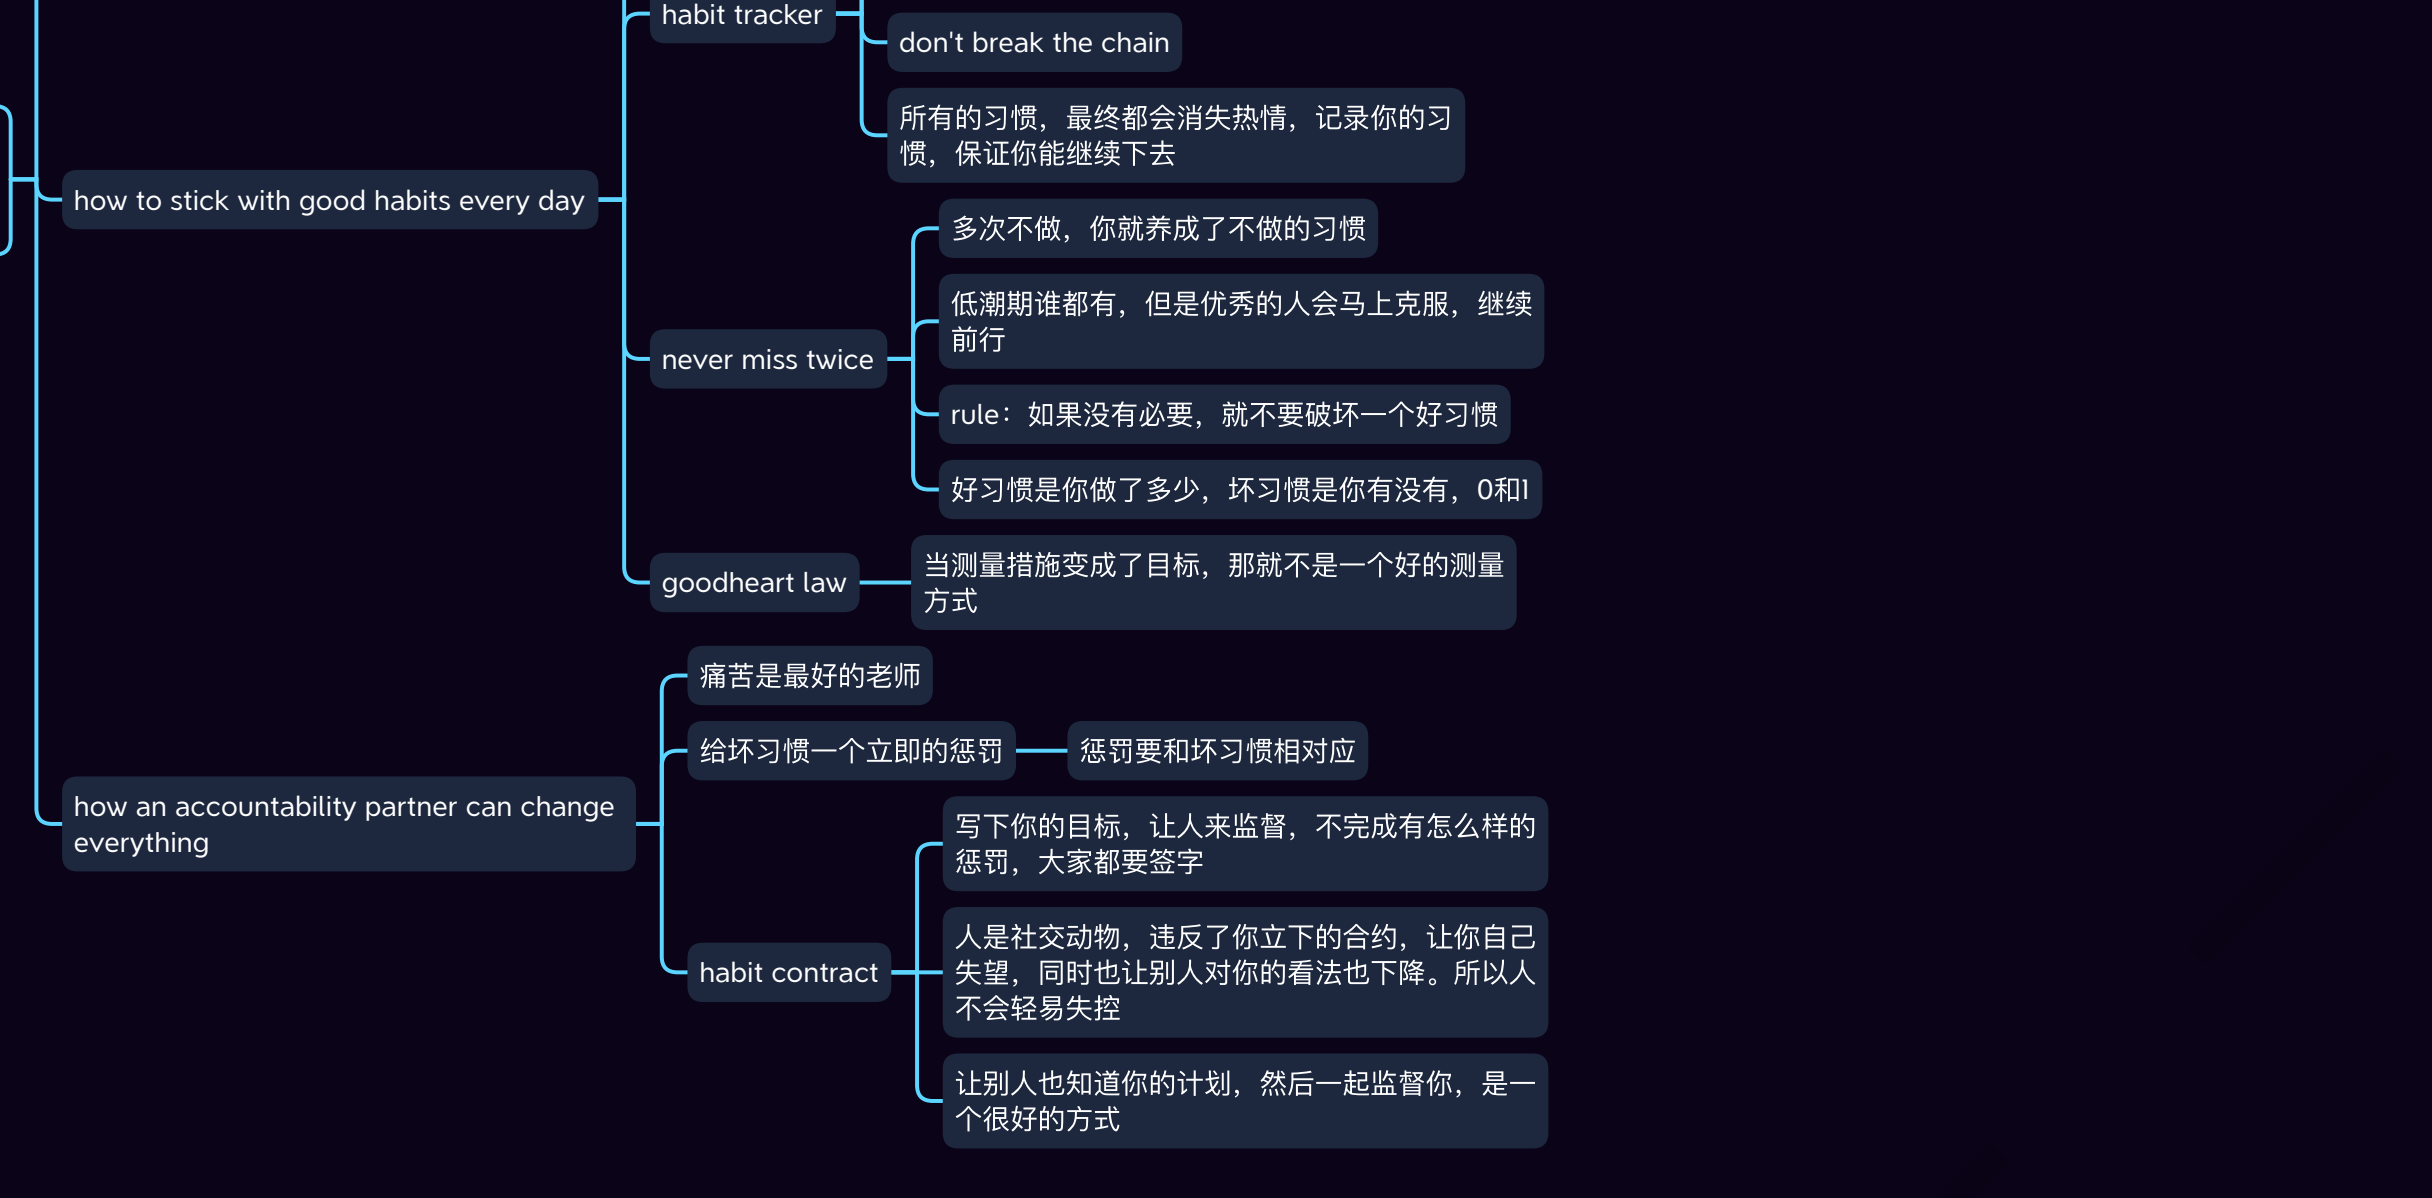 habit tracker
don't break the chain
所有的习惯，最终都会消失热情，记录你的习
惯，保证你能继续下去
how to stick with good habits every day
多次不做，你就养成了不做的习惯
低潮期谁都有，但是优秀的人会马上克服，继续
前行
never miss twice
rule：如果没有必要，就不要破坏一个好习惯
好习惯是你做了多少，坏习惯是你有没有，0和1
goodheart law
当测量措施变成了目标，那就不是一个好的测量
方式
痛苦是最好的老师
给坏习惯一个立即的惩罚
惩罚要和坏习惯相对应
how an accountability partner can change
everything
写下你的目标，让人来监督，不完成有怎么样的
惩罚，大家都要签字
habit contract
人是社交动物，违反了你立下的合约，让你自己
失望，同时也让别人对你的看法也下降。所以人
不会轻易失控
让别人也知道你的计划，然后一起监督你，是一
个很好的方式